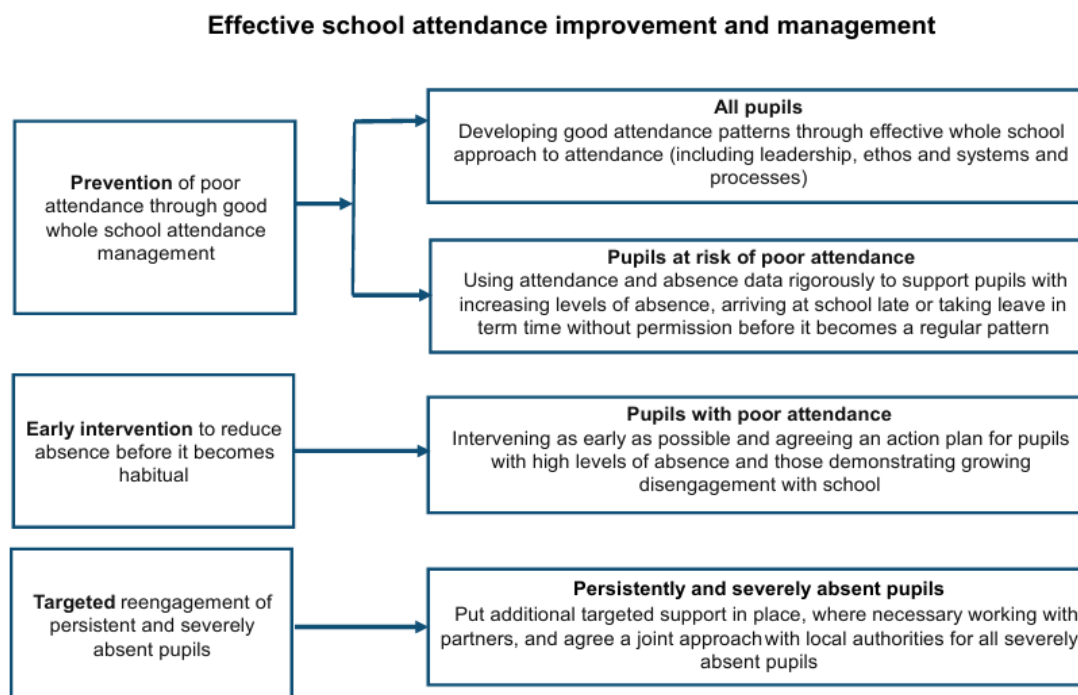 Effective school attendance improvement and management
Prevention of poor
attendance through good
whole school attendance
management
All pupils
Developing good attendance patterns through effective whole school
approach to attendance (including leadership, ethos and systems and
processes)
Pupils at risk of poor attendance
Using attendance and absence data rigorously to support pupils with
increasing levels of absence, arriving at school late or taking leave in
term time without permission before it becomes a regular pattern
Early intervention to reduce
absence before it becomes
habitual
Pupils with poor attendance
Intervening as early as possible and agreeing an action plan for pupils
with high levels of absence and those demonstrating growing
disengagement with school
Targeted reengagement of
persistent and severely
absent pupils
Persistently and severely absent pupils
Put additional targeted support in place, where necessary working with
partners, and agree a joint approach with local authorities for all severely
absent pupils